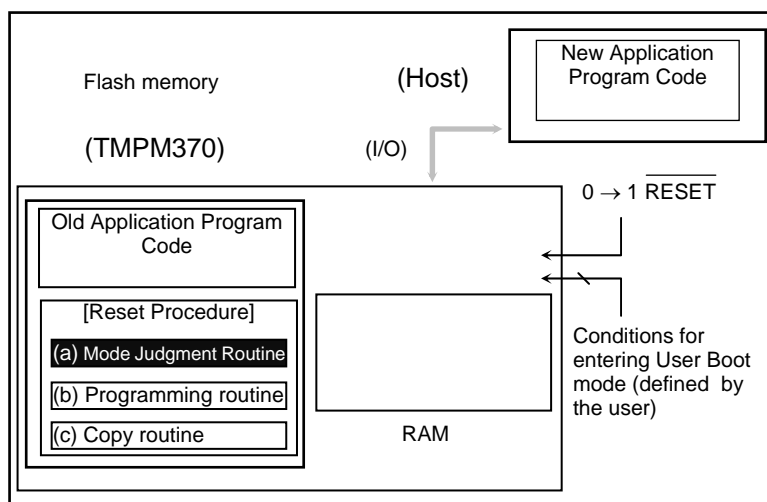 New Application
Program Code
(Host)
Flash memory
(TMPM370)
(I/O)
0 → 1 RESET
Old Application Program
Code
[Reset Procedure]
(a) Mode Judgment Routine
(b) Programming routine
(c) Copy routine
RAM
Conditions for
entering User Boot
mode (defined by
the user)